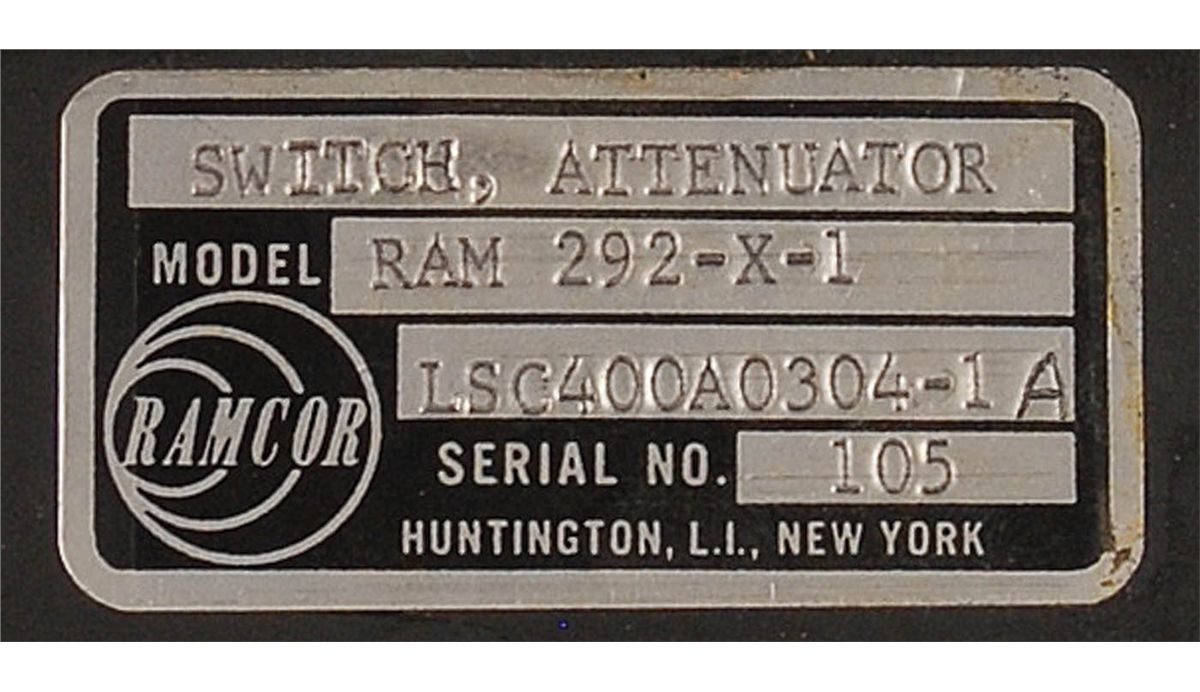 SWITCH, ATTENUATOR
MODEL RAM 292-X-1
LSC400A0304-1 A
RAMCOR
SERIAL NO. 105
HUNTINGTON, L.I., NEW YORK